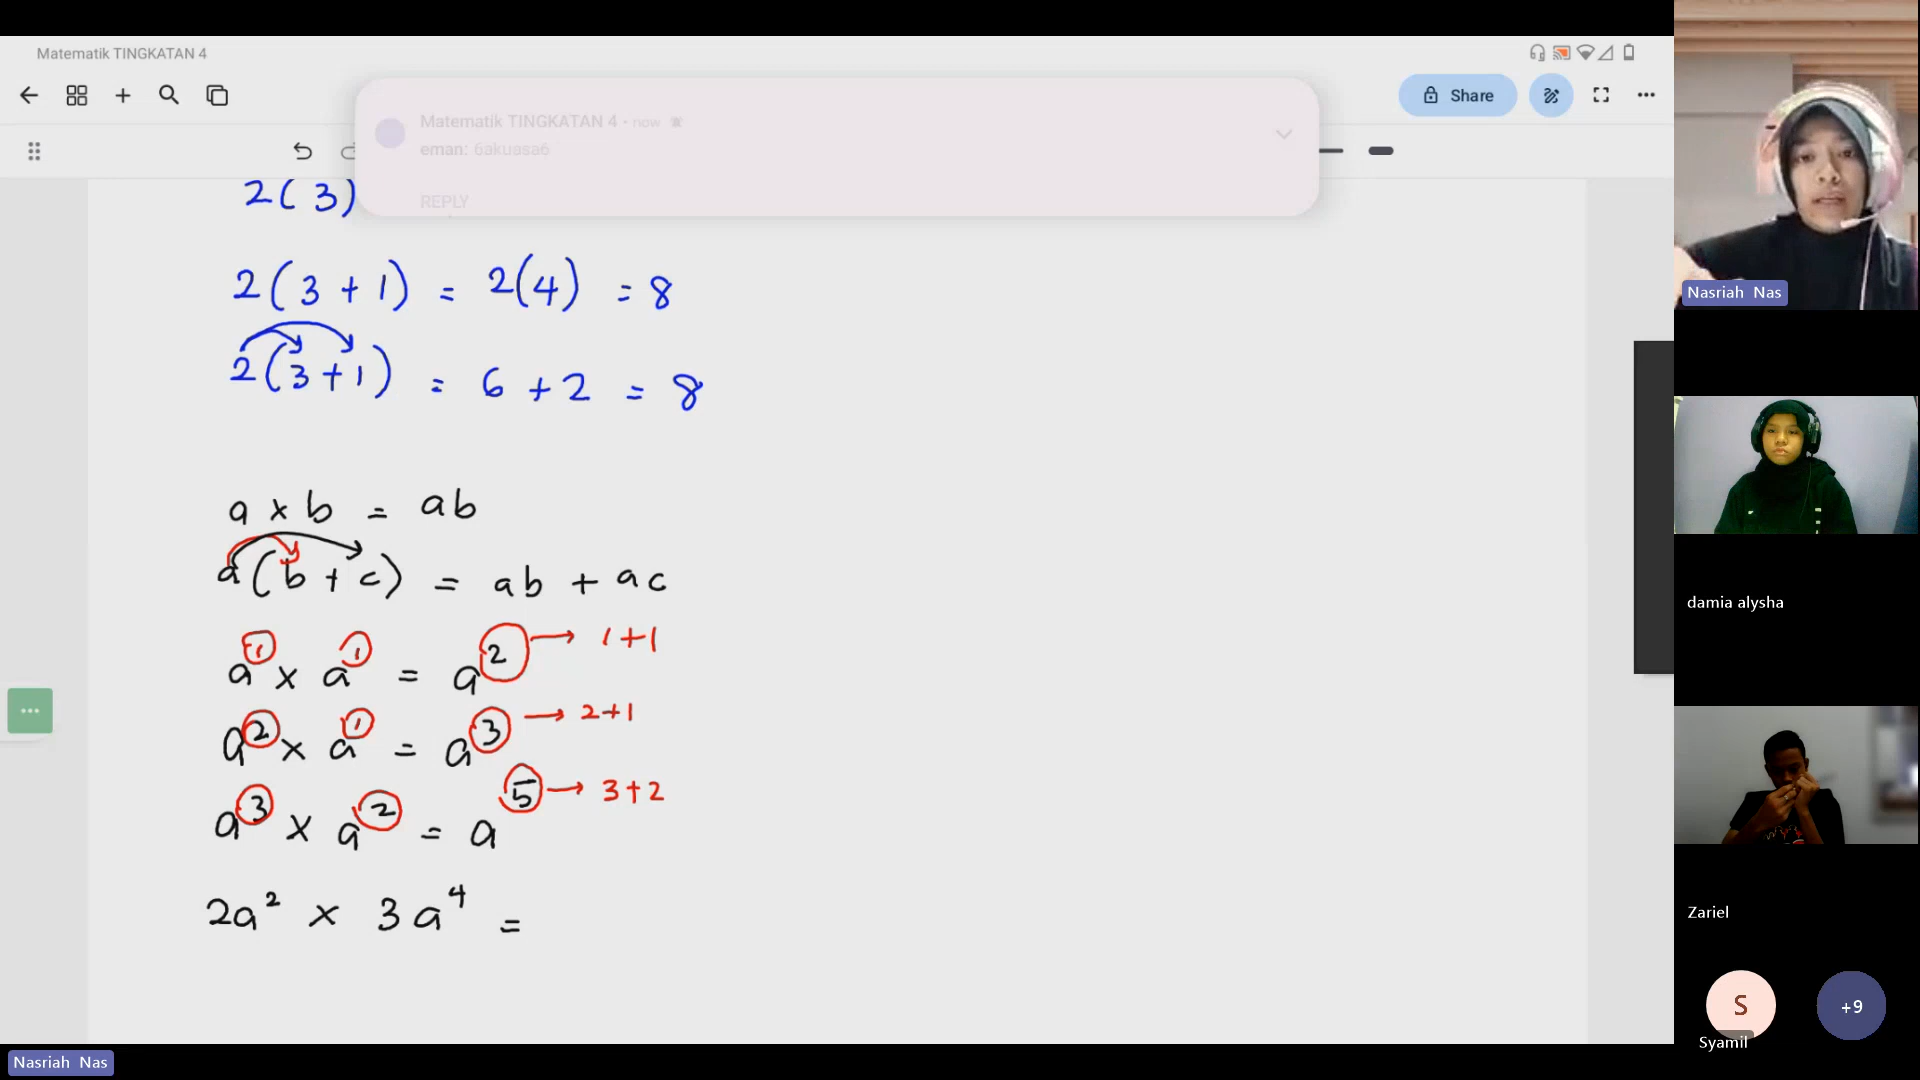 Matematik TINGKATAN 4
Share
Matematik TINGKATAN 4 • now
eman: 6akuasa6
REPLY
2(3)
2(3+1) = 2(4) = 8
2(3+1) = 6+2 = 8
a × b = ab
a(b+c) = ab + ac
a¹ × a¹ = a² → 1+1
a² × a¹ = a³ → 2+1
a³ × a² = a⁵ → 3+2
2a² × 3a⁴ =
Nasriah Nas
damia alysha
Zariel
S
+9
Syamil
Nasriah Nas